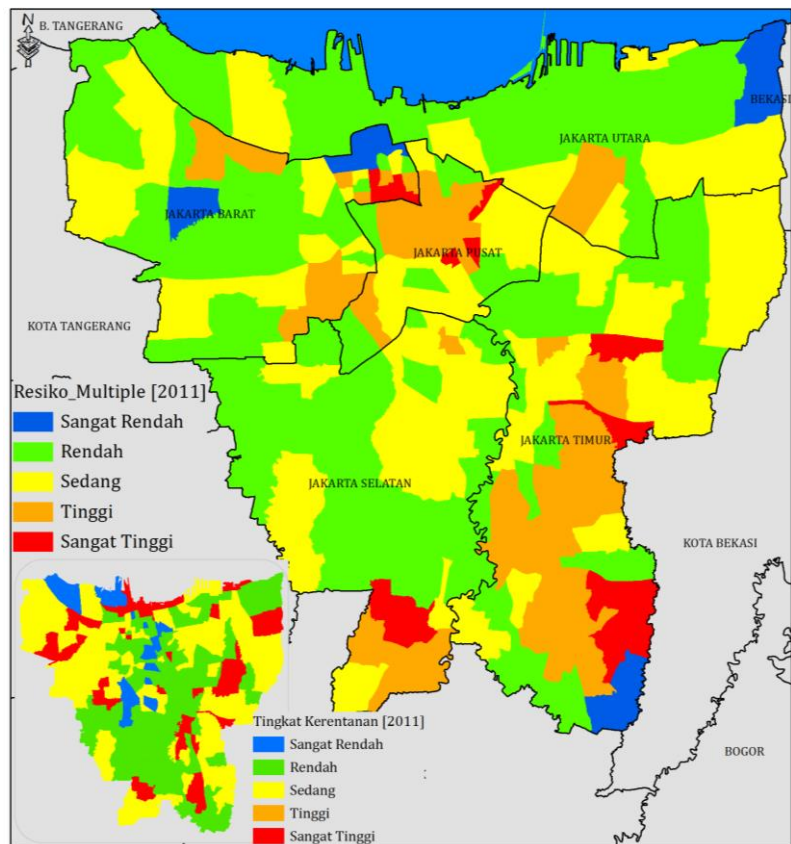 N
B. TANGERANG
BEKASI
JAKARTA UTARA
JAKARTA BARAT
JAKARTA PUSAT
KOTA TANGERANG
Resiko_Multiple [2011]
Sangat Rendah
Rendah
Sedang
Tinggi
Sangat Tinggi
JAKARTA TIMUR
JAKARTA SELATAN
KOTA BEKASI
Tingkat Kerentanan [2011]
Sangat Rendah
Rendah
Sedang
Tinggi
Sangat Tinggi
BOGOR
: